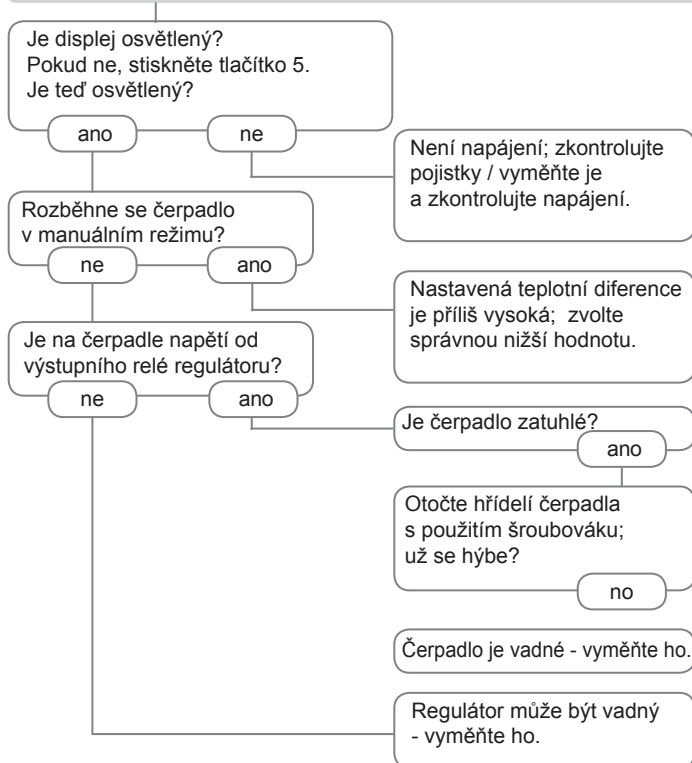 Je displej osvětlený?
Pokud ne, stiskněte tlačítko 5.
Je teď osvětlený?
ano
ne
Není napájení; zkontrolujte
pojistky / vyměňte je
a zkontrolujte napájení.
Rozběhne se čerpadlo
v manuálním režimu?
ne
ano
Nastavená teplotní diference
je příliš vysoká; zvolte
správnou nižší hodnotu.
Je na čerpadle napětí od
výstupního relé regulátoru?
ne
ano
Je čerpadlo zatuhlé?
ano
Otočte hřídelí čerpadla
s použitím šroubováku;
už se hýbe?
no
Čerpadlo je vadné - vyměňte ho.
Regulátor může být vadný
- vyměňte ho.